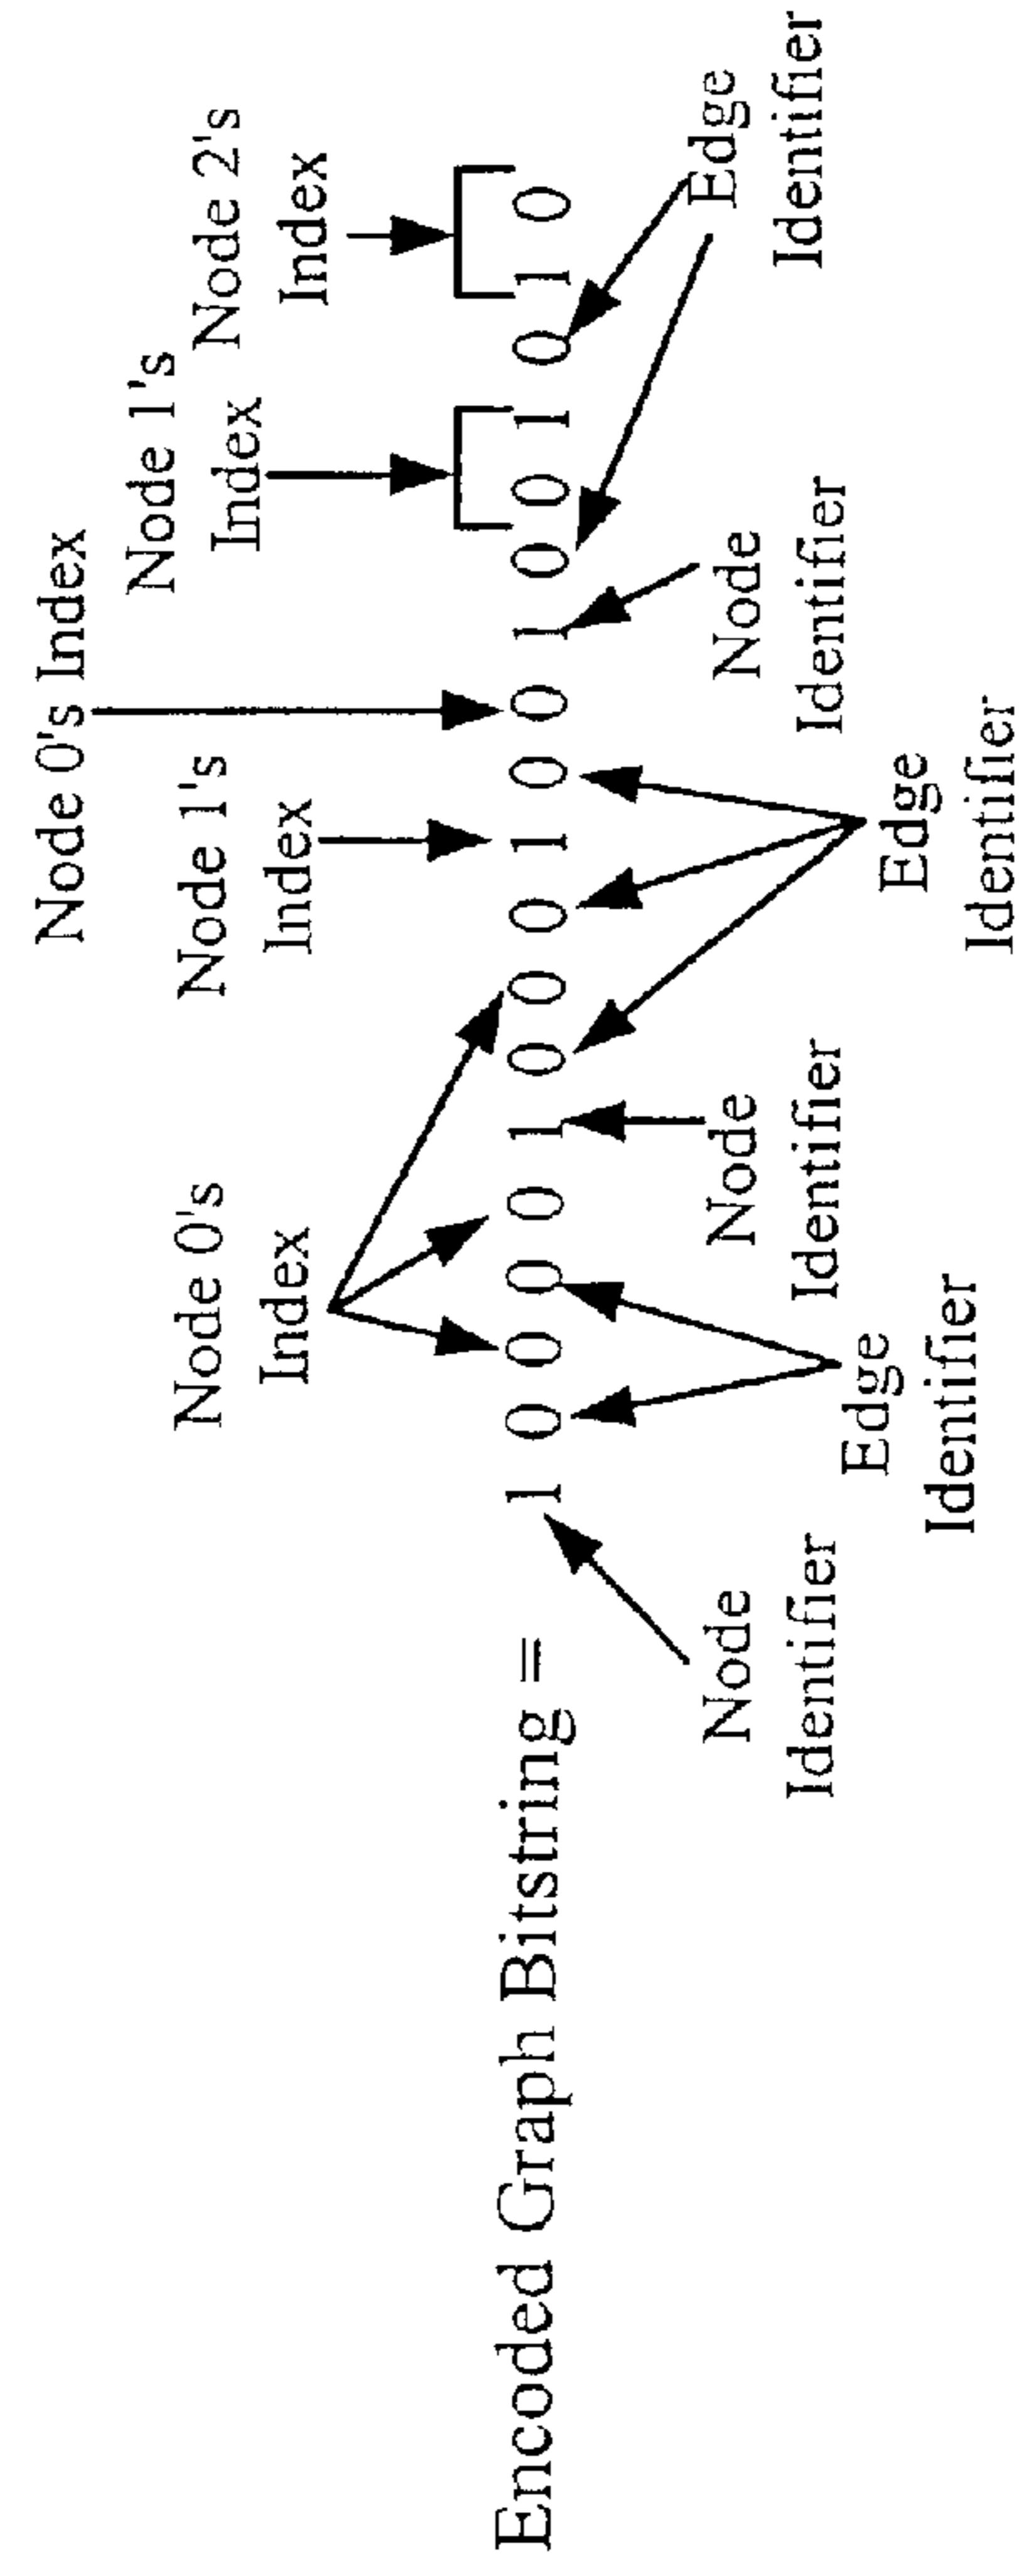 Node 0's Index
Node 0's
Index
Node 1's
Index
Node 1's
Index
Node 2's
Index
Encoded Graph Bitstring = 1 0 0 0 0 1 0 0 0 1 0 0 1 0 0 1 0 1 0
Node
Identifier
Edge
Identifier
Node
Identifier
Edge
Identifier
Node
Identifier
Edge
Identifier